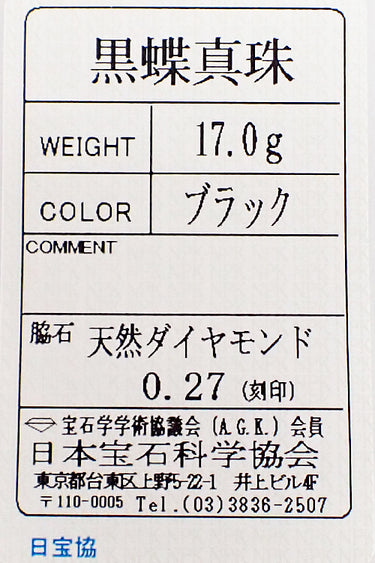 黒蝶真珠
WEIGHT 17.0g
COLOR ブラック
COMMENT
脇石 天然ダイヤモンド
0.27 (刻印)
宝石学学術協議会 (A.G.K.) 会員
日本宝石科学協会
東京都台東区上野5-22-1 井上ビル4F
〒110-0005 Tel.(03)3836-2507
日宝協